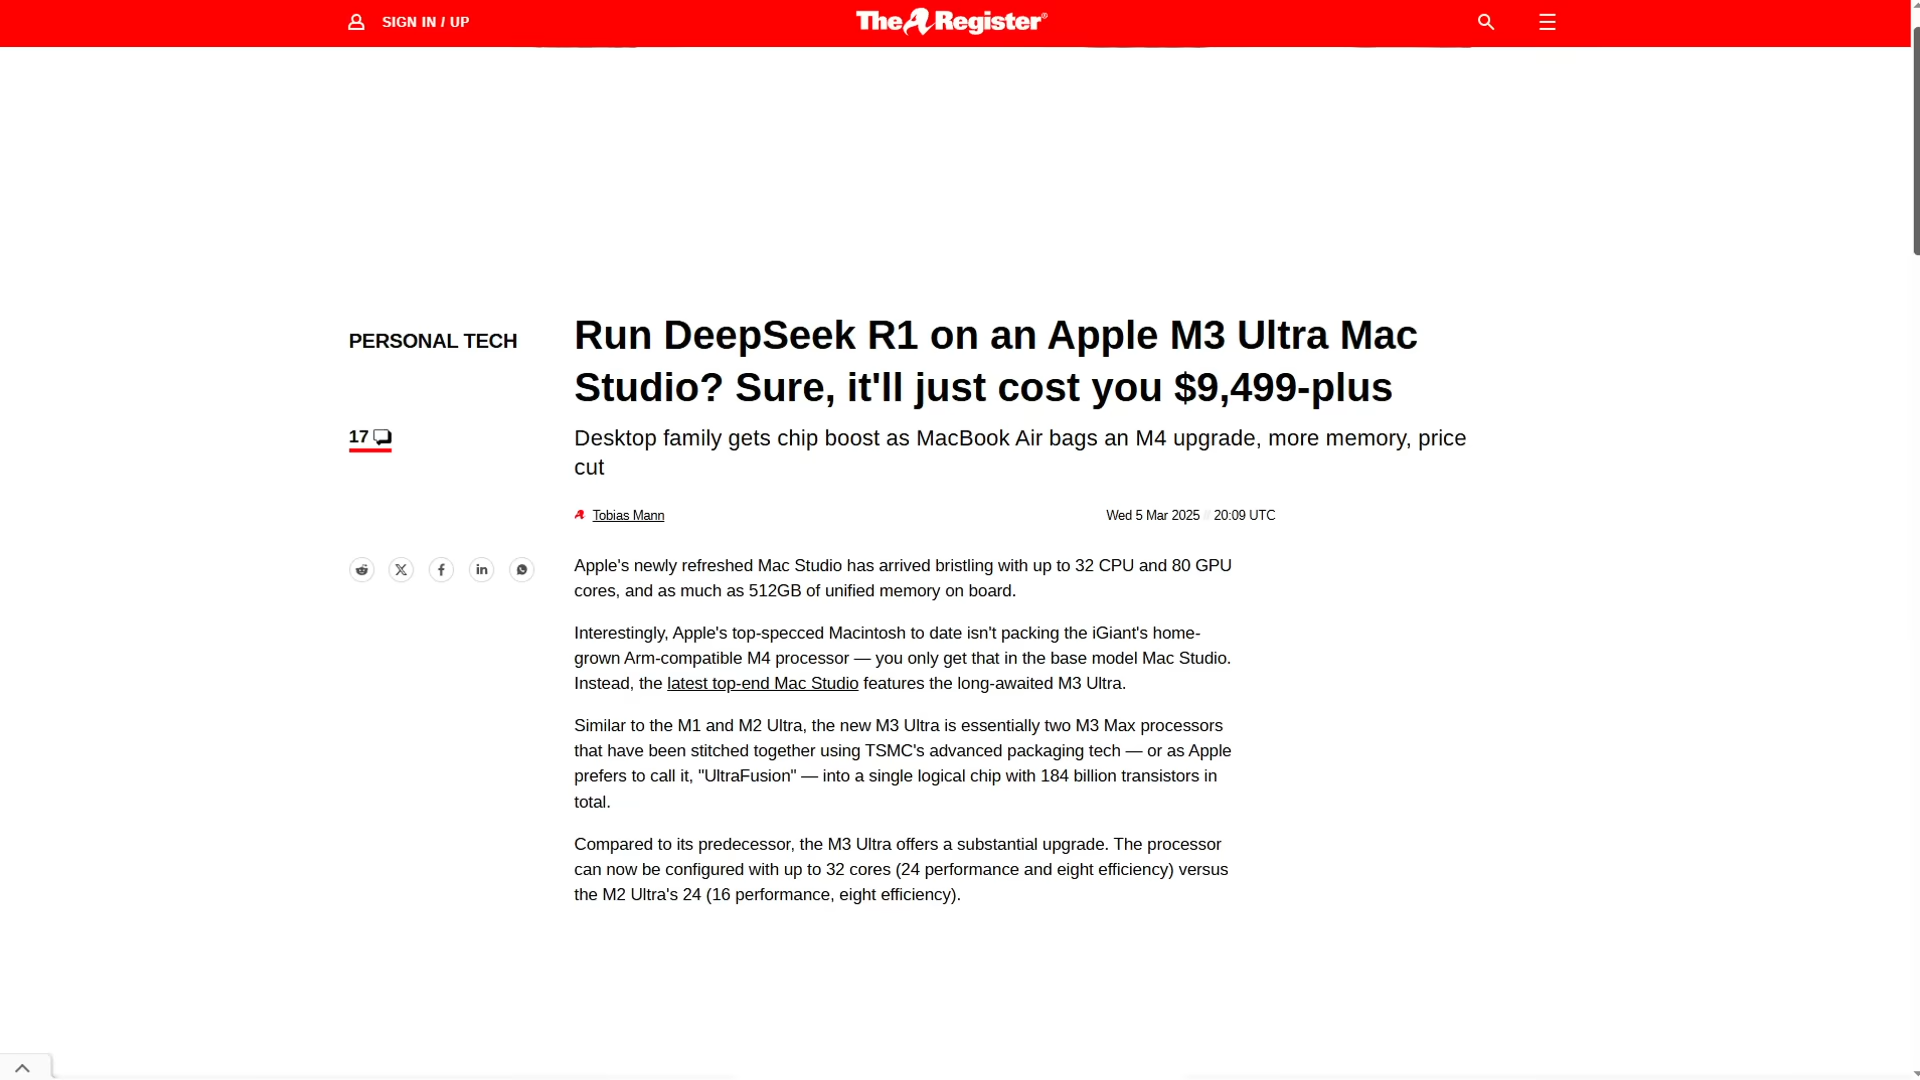 SIGN IN / UP
The Register®
PERSONAL TECH
Run DeepSeek R1 on an Apple M3 Ultra Mac
Studio? Sure, it'll just cost you $9,499-plus
17
Desktop family gets chip boost as MacBook Air bags an M4 upgrade, more memory, price
cut
Tobias Mann
Wed 5 Mar 2025 // 20:09 UTC
Apple's newly refreshed Mac Studio has arrived bristling with up to 32 CPU and 80 GPU
cores, and as much as 512GB of unified memory on board.
Interestingly, Apple's top-specced Macintosh to date isn't packing the iGiant's home-
grown Arm-compatible M4 processor — you only get that in the base model Mac Studio.
Instead, the latest top-end Mac Studio features the long-awaited M3 Ultra.
Similar to the M1 and M2 Ultra, the new M3 Ultra is essentially two M3 Max processors
that have been stitched together using TSMC's advanced packaging tech — or as Apple
prefers to call it, "UltraFusion" — into a single logical chip with 184 billion transistors in
total.
Compared to its predecessor, the M3 Ultra offers a substantial upgrade. The processor
can now be configured with up to 32 cores (24 performance and eight efficiency) versus
the M2 Ultra's 24 (16 performance, eight efficiency).